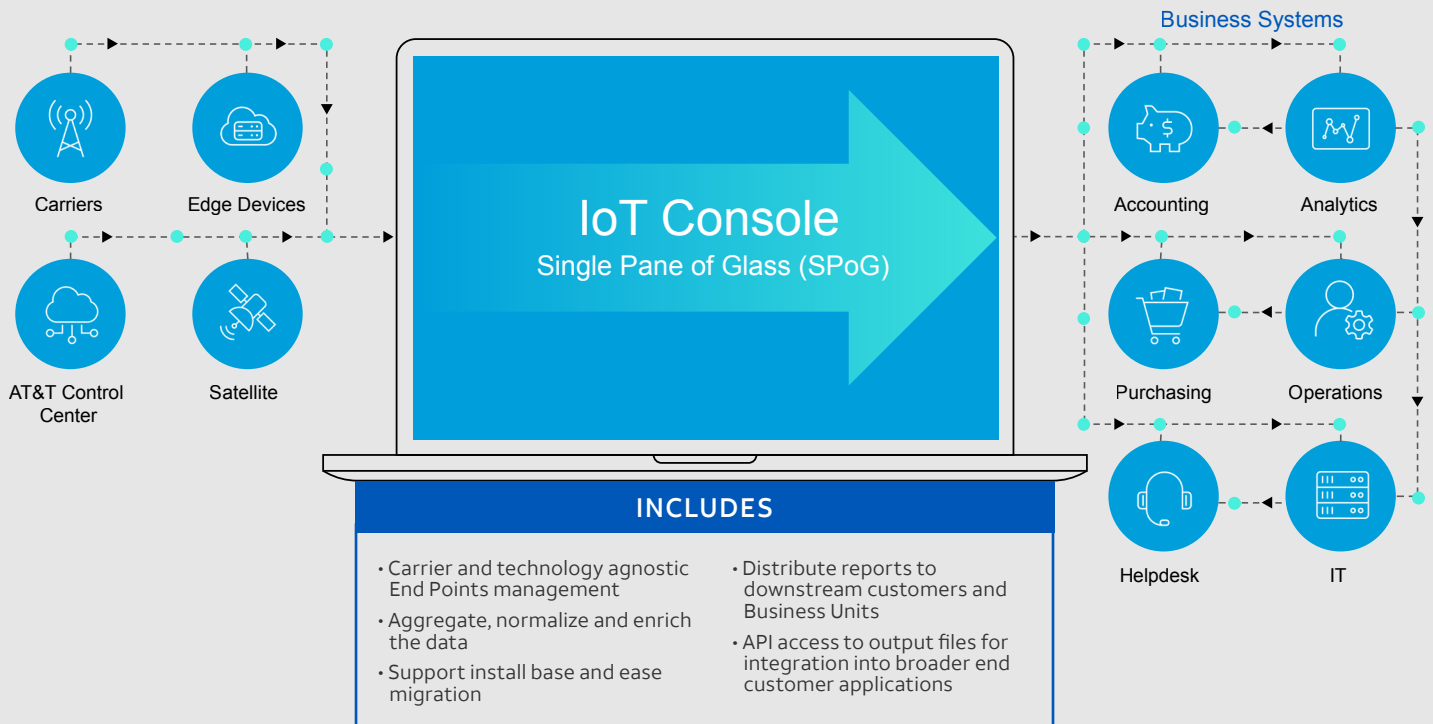 Business Systems
Carriers
Edge Devices
AT&T Control
Center
Satellite
IoT Console
Single Pane of Glass (SPoG)
$
Accounting
Analytics
Purchasing
Operations
Helpdesk
IT
INCLUDES
• Carrier and technology agnostic
End Points management
• Aggregate, normalize and enrich
the data
• Support install base and ease
migration
• Distribute reports to
downstream customers and
Business Units
• API access to output files for
integration into broader end
customer applications